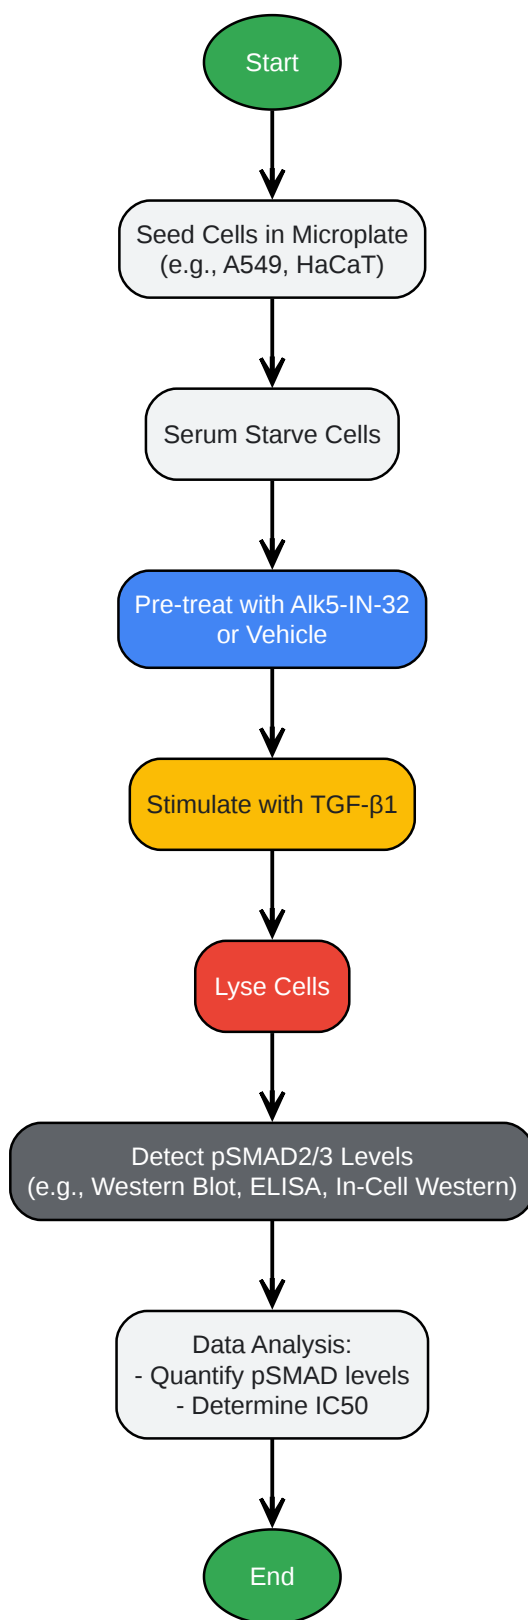 Start
Seed Cells in Microplate
(e.g., A549, HaCaT)
Serum Starve Cells
Pre-treat with Alk5-IN-32
or Vehicle
Stimulate with TGF-β1
Lyse Cells
Detect pSMAD2/3 Levels
(e.g., Western Blot, ELISA, In-Cell Western)
Data Analysis:
- Quantify pSMAD levels
- Determine IC50
End